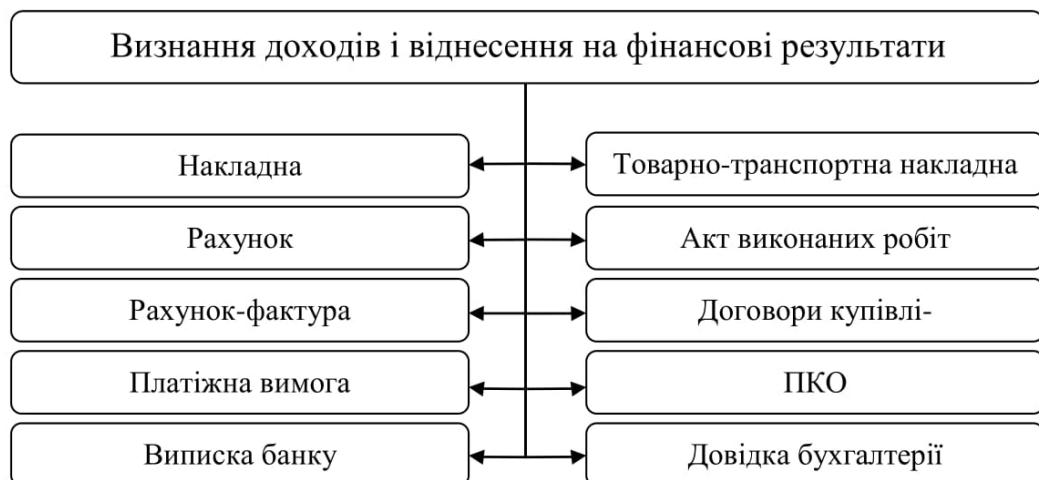 Визнання доходів і віднесення на фінансові результати
Накладна
Товарно-транспортна накладна
Рахунок
Акт виконаних робіт
Рахунок-фактура
Договори купівлі-
Платіжна вимога
ПКО
Виписка банку
Довідка бухгалтерії